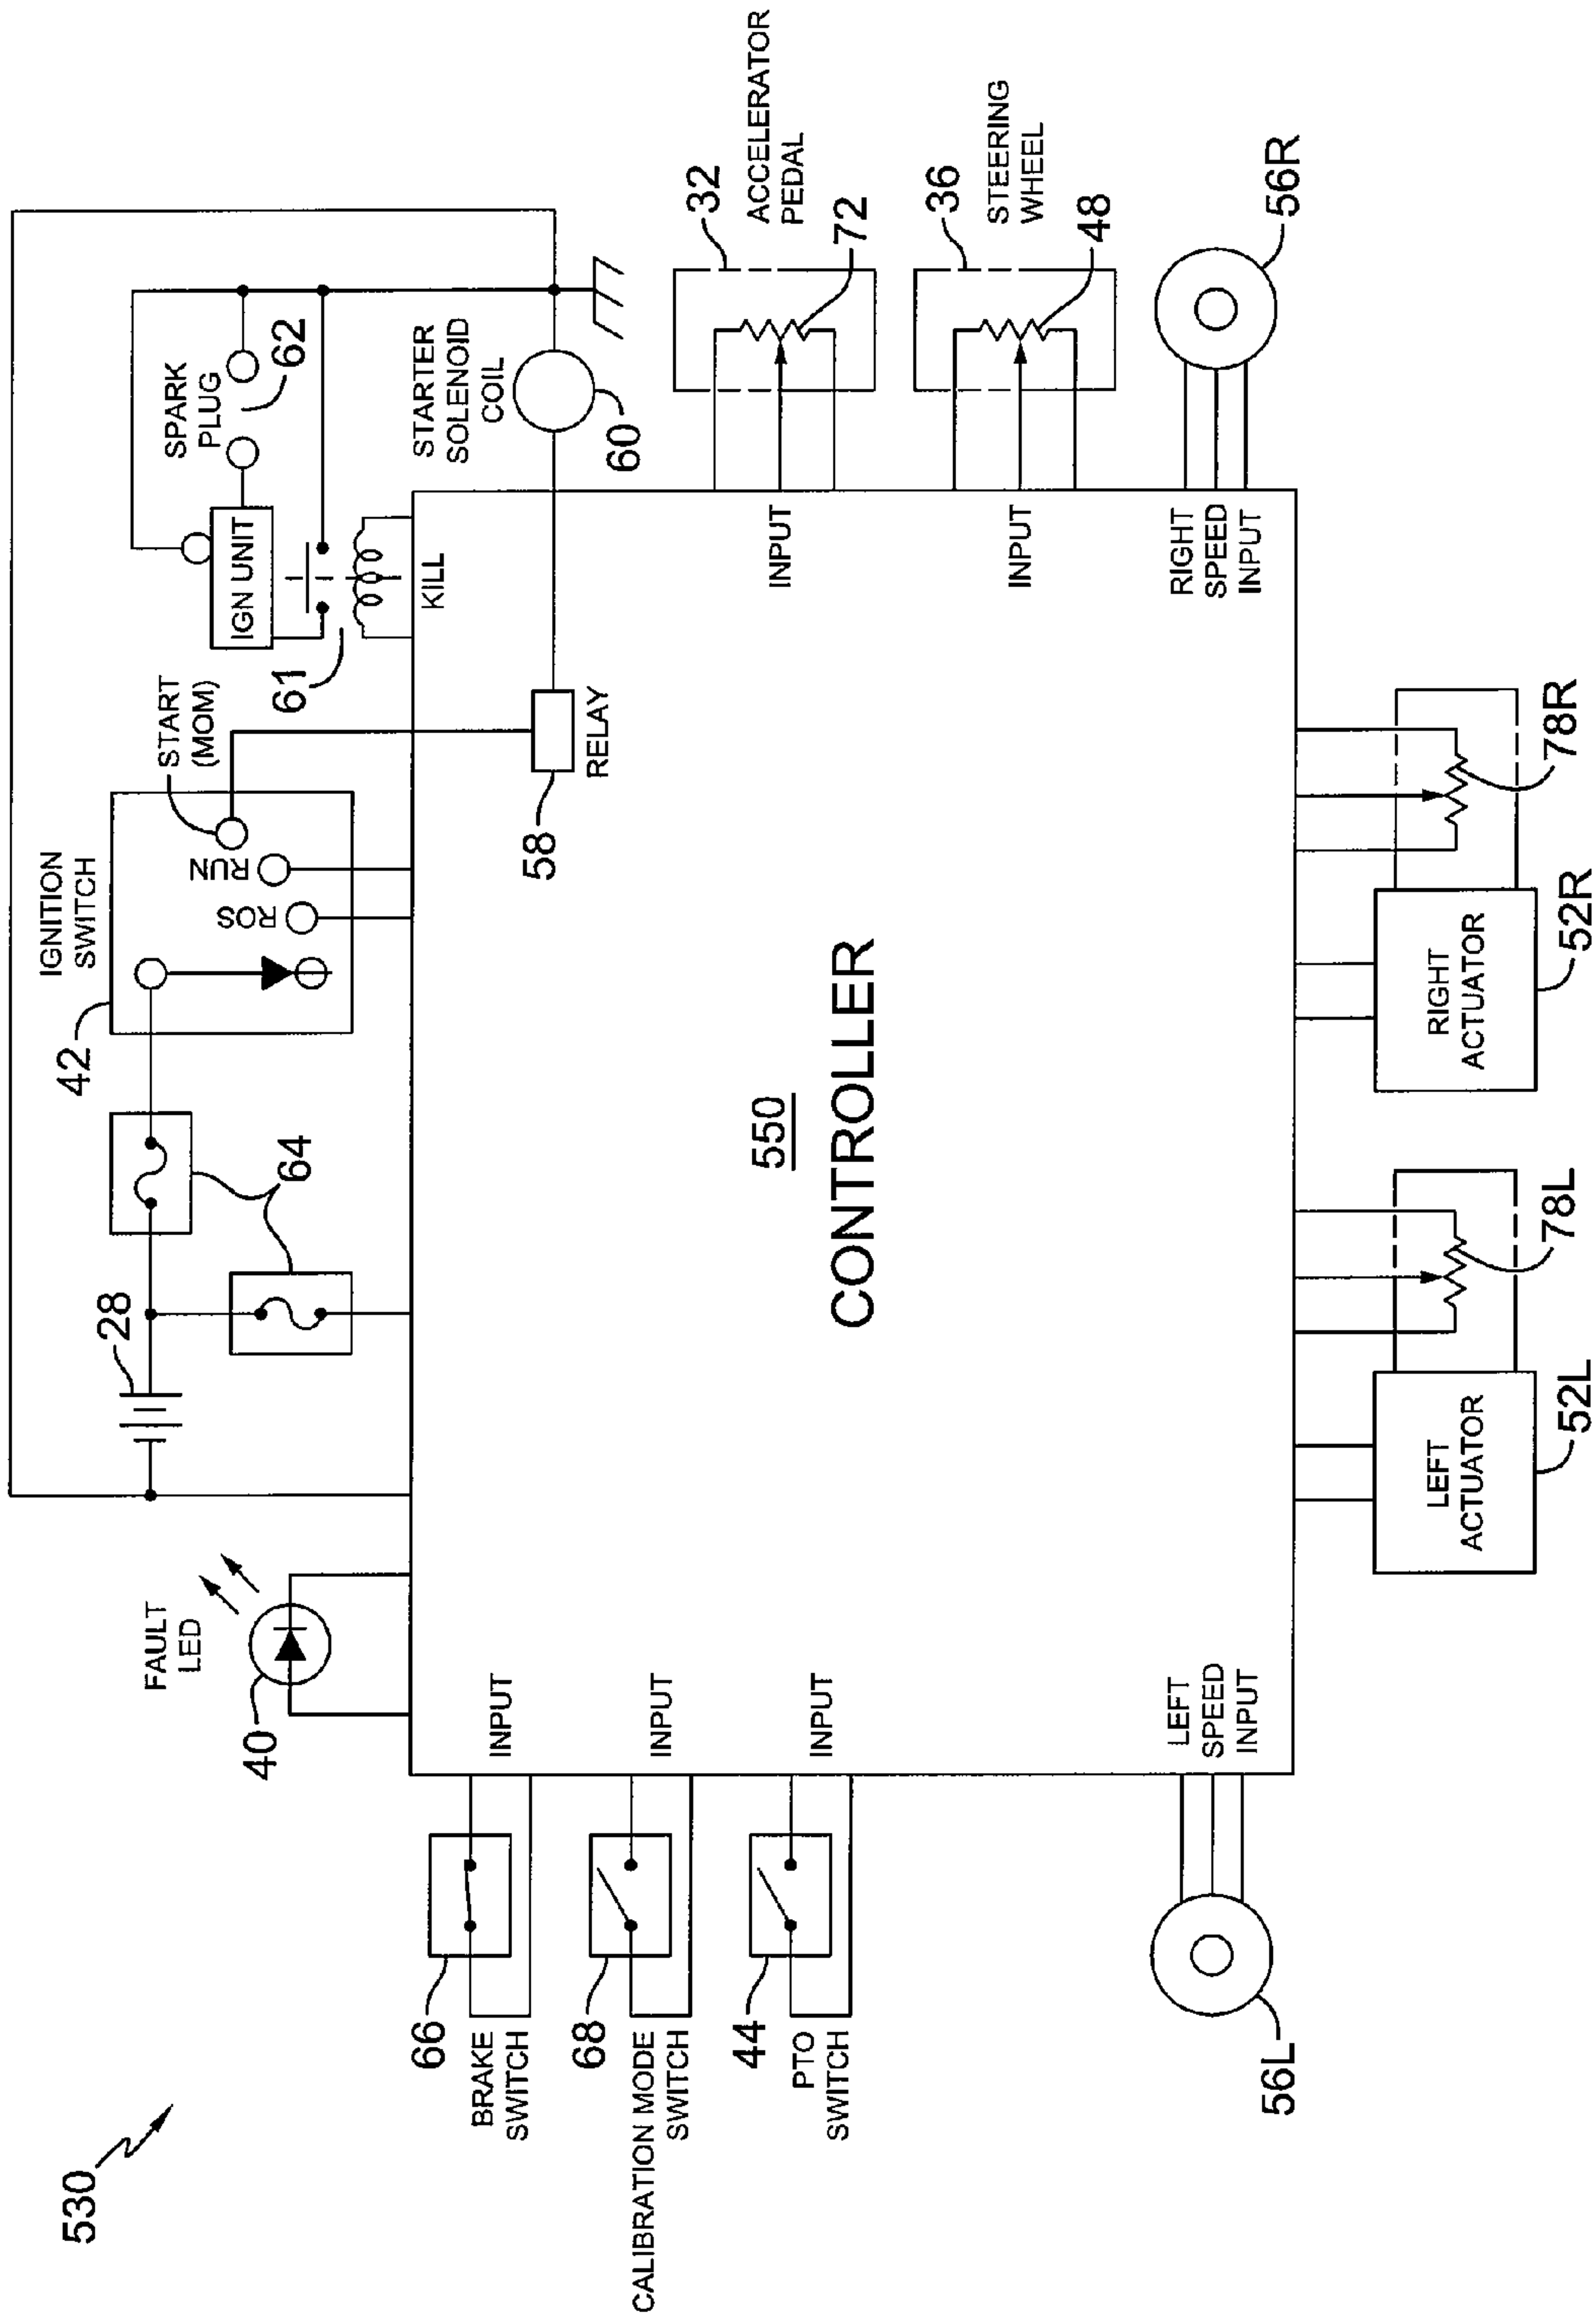 530
FAULT
LED
40
28
64
IGNITION
SWITCH
42
ROS
RUN
START
(MOM)
SPARK
PLUG
62
IGN UNIT
61
KILL
STARTER
SOLENOID
COIL
60
58
RELAY
66
BRAKE
SWITCH
INPUT
68
CALIBRATION MODE
SWITCH
INPUT
44
PTO
SWITCH
INPUT
550
CONTROLLER
INPUT
32
ACCELERATOR
PEDAL
72
INPUT
36
STEERING
WHEEL
48
56L
LEFT
SPEED
INPUT
RIGHT
SPEED
INPUT
56R
LEFT
ACTUATOR
52L
78L
RIGHT
ACTUATOR
52R
78R